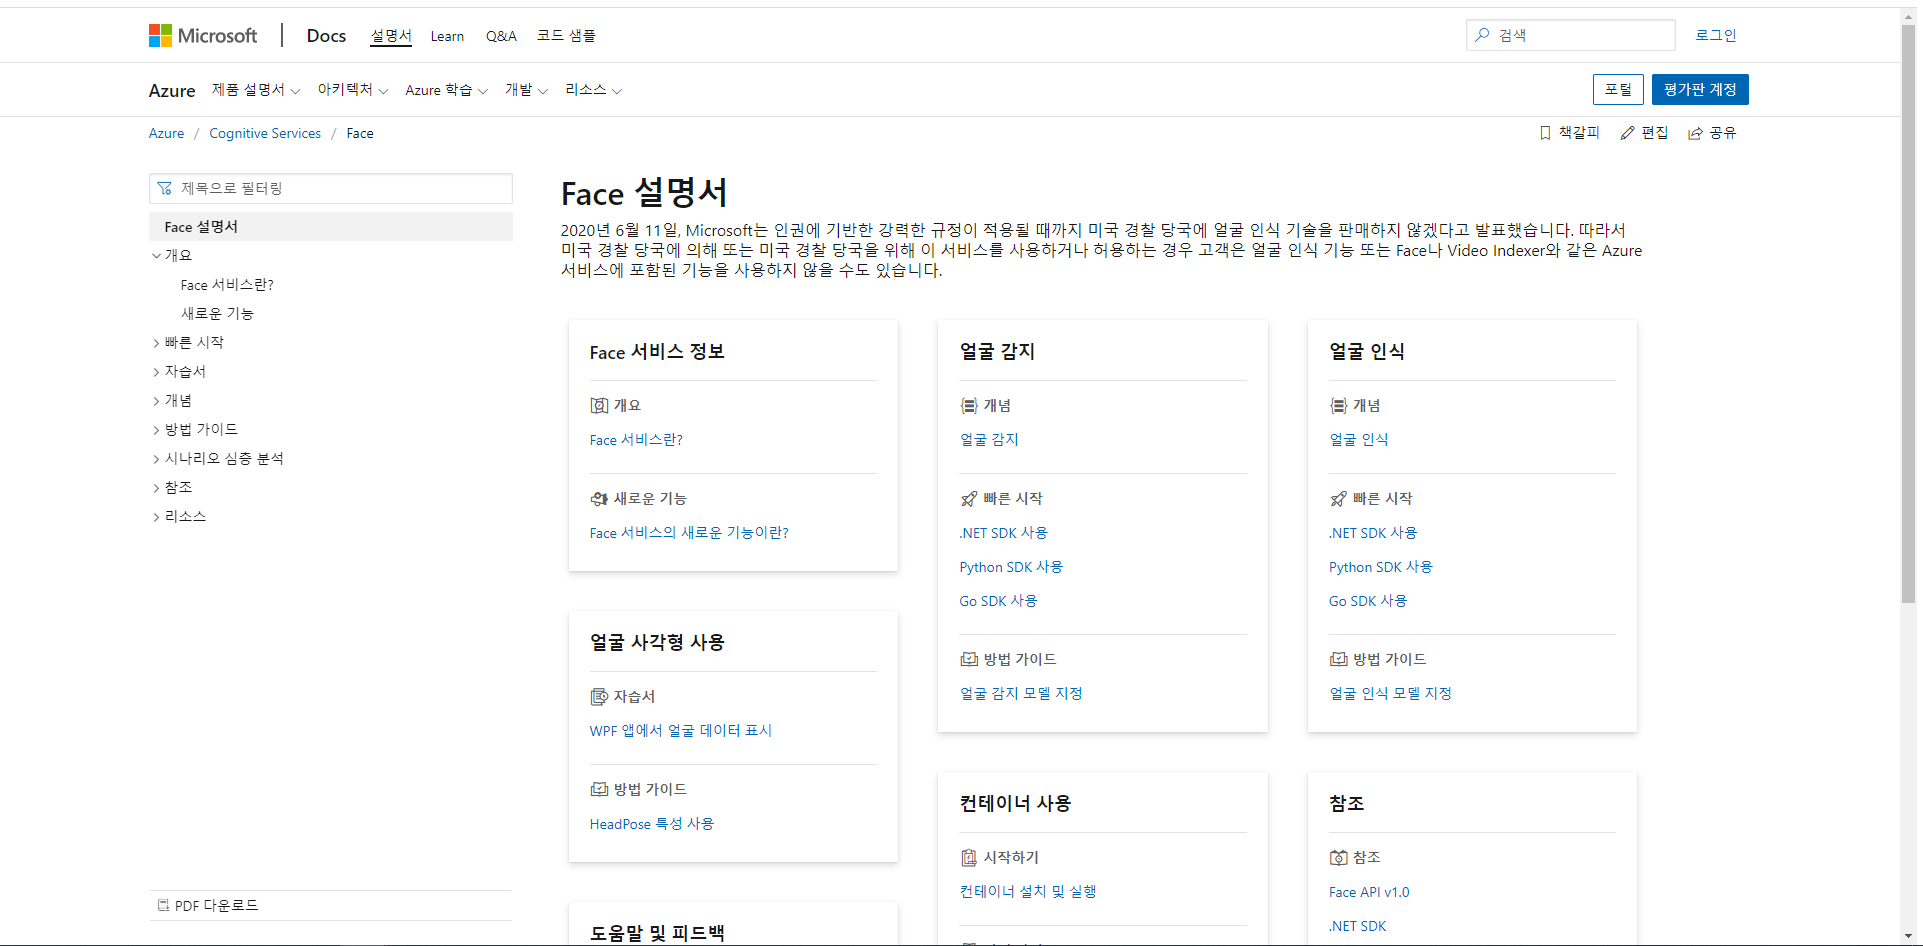 Microsoft
Docs
설명서
Learn
Q&A
코드 샘플
검색
로그인
Azure
제품 설명서
아키텍처
Azure 학습
개발
리소스
포털
평가판 계정
Azure / Cognitive Services / Face
책갈피
편집
공유
제목으로 필터링
Face 설명서
개요
Face 서비스란?
새로운 기능
빠른 시작
자습서
개념
방법 가이드
시나리오 심층 분석
참조
리소스
PDF 다운로드
Face 설명서
2020년 6월 11일, Microsoft는 인권에 기반한 강력한 규정이 적용될 때까지 미국 경찰 당국에 얼굴 인식 기술을 판매하지 않겠다고 발표했습니다. 따라서
미국 경찰 당국에 의해 또는 미국 경찰 당국을 위해 이 서비스를 사용하거나 허용하는 경우 고객은 얼굴 인식 기능 또는 Face나 Video Indexer와 같은 Azure
서비스에 포함된 기능을 사용하지 않을 수도 있습니다.
Face 서비스 정보
개요
Face 서비스란?
새로운 기능
Face 서비스의 새로운 기능이란?
얼굴 사각형 사용
자습서
WPF 앱에서 얼굴 데이터 표시
방법 가이드
HeadPose 특성 사용
도움말 및 피드백
얼굴 감지
개념
얼굴 감지
빠른 시작
.NET SDK 사용
Python SDK 사용
Go SDK 사용
방법 가이드
얼굴 감지 모델 지정
컨테이너 사용
시작하기
컨테이너 설치 및 실행
얼굴 인식
개념
얼굴 인식
빠른 시작
.NET SDK 사용
Python SDK 사용
Go SDK 사용
방법 가이드
얼굴 인식 모델 지정
참조
참조
Face API v1.0
.NET SDK